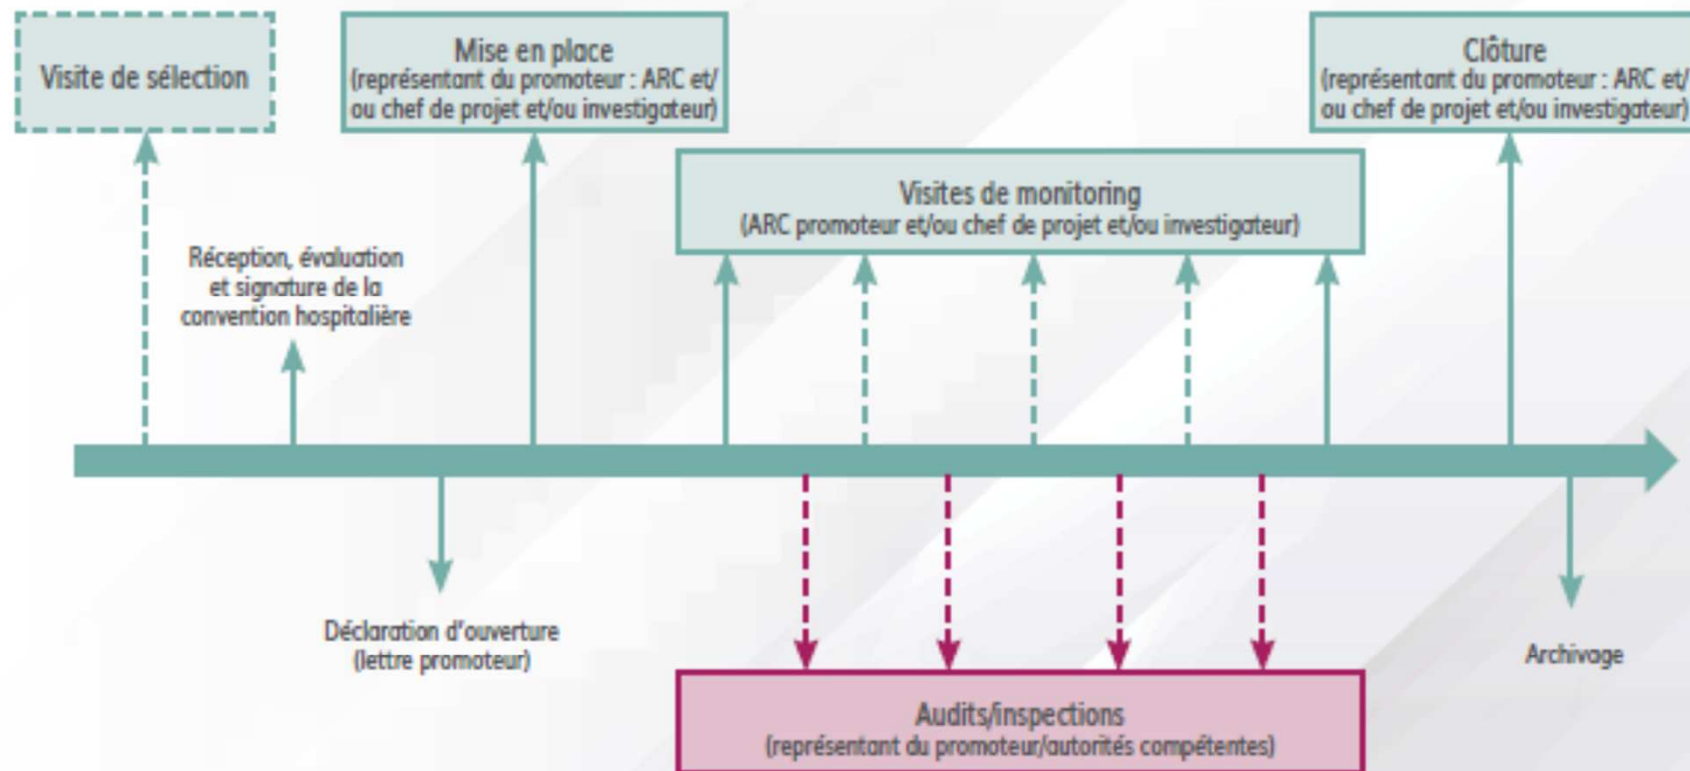 Visite de sélection
Mise en place
(représentant du promoteur : ARC et/
ou chef de projet et/ou investigateur)
Clôture
(représentant du promoteur : ARC et/
ou chef de projet et/ou investigateur)
Visites de monitoring
(ARC promoteur et/ou chef de projet et/ou investigateur)
Réception, évaluation
et signature de la
convention hospitalière
Déclaration d'ouverture
(lettre promoteur)
Archivage
Audits/inspections
(représentant du promoteur/autorités compétentes)